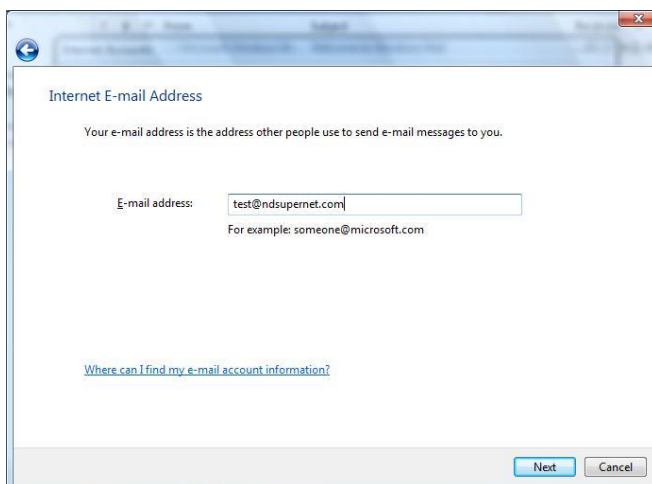 Internet E-mail Address
Your e-mail address is the address other people use to send e-mail messages to you.
E-mail address: test@ndsupernet.com
For example: someone@microsoft.com
Where can I find my e-mail account information?
Next Cancel